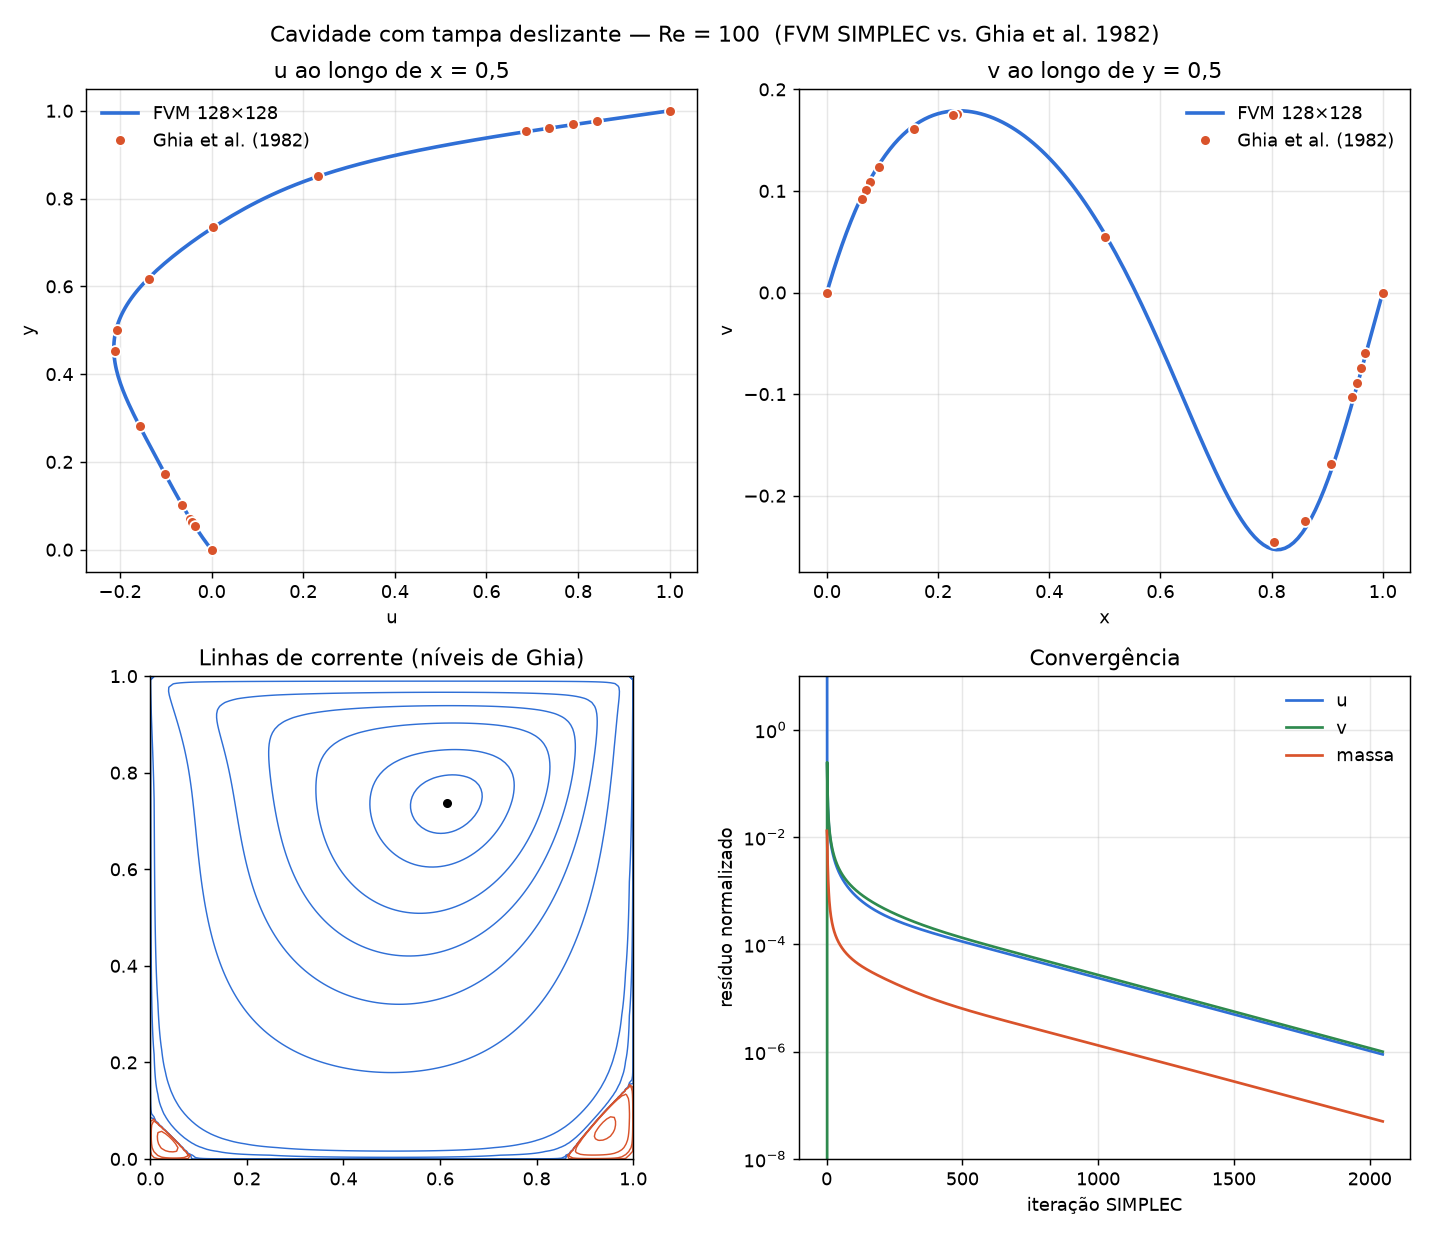 Cavidade com tampa deslizante — Re = 100  (FVM SIMPLEC vs. Ghia et al. 1982)
u ao longo de x = 0,5
FVM 128×128
Ghia et al. (1982)
1.0
0.8
0.6
0.4
0.2
0.0
y
−0.2
0.0
0.2
0.4
0.6
0.8
1.0
u
v ao longo de y = 0,5
FVM 128×128
Ghia et al. (1982)
0.2
0.1
0.0
−0.1
−0.2
v
0.0
0.2
0.4
0.6
0.8
1.0
x
Linhas de corrente (níveis de Ghia)
1.0
0.8
0.6
0.4
0.2
0.0
0.0
0.2
0.4
0.6
0.8
1.0
Convergência
u
v
massa
10⁰
10⁻²
10⁻⁴
10⁻⁶
10⁻⁸
resíduo normalizado
0
500
1000
1500
2000
iteração SIMPLEC